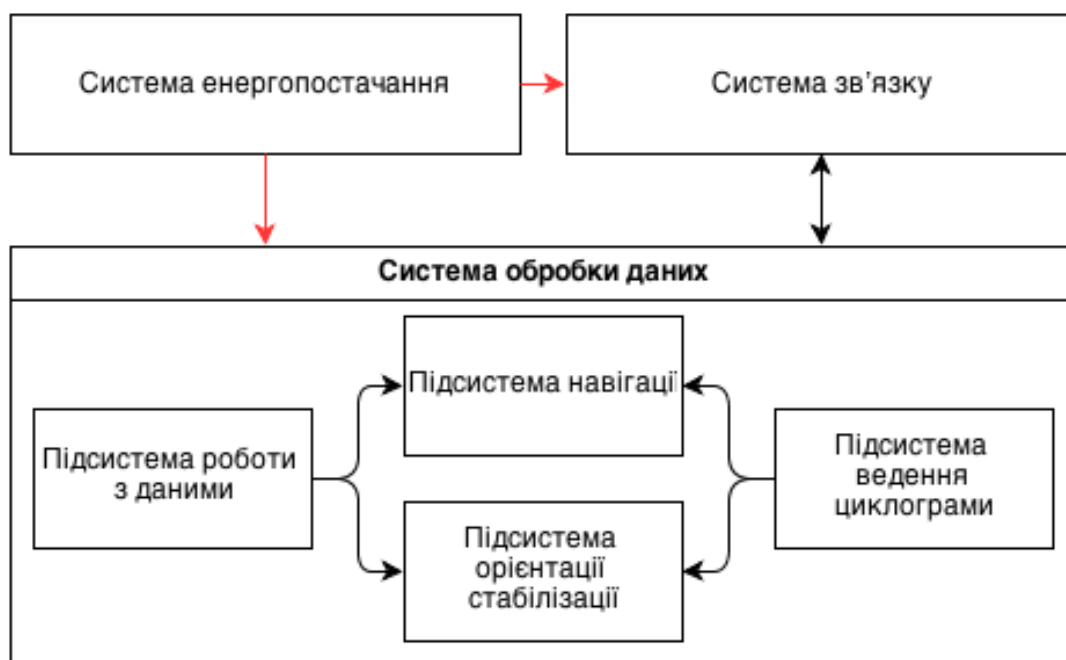 Система енергопостачання
Система зв’язку
Система обробки даних
Підсистема навігації
Підсистема роботи
з даними
Підсистема
ведення
циклограми
Підсистема
орієнтації
стабілізації